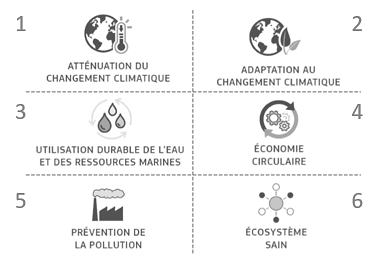 1
ATTÉNUATION DU
CHANGEMENT CLIMATIQUE
2
ADAPTATION AU
CHANGEMENT CLIMATIQUE
3
UTILISATION DURABLE DE L'EAU
ET DES RESSOURCES MARINES
4
ÉCONOMIE
CIRCULAIRE
5
PRÉVENTION DE
LA POLLUTION
6
ÉCOSYSTÈME
SAIN